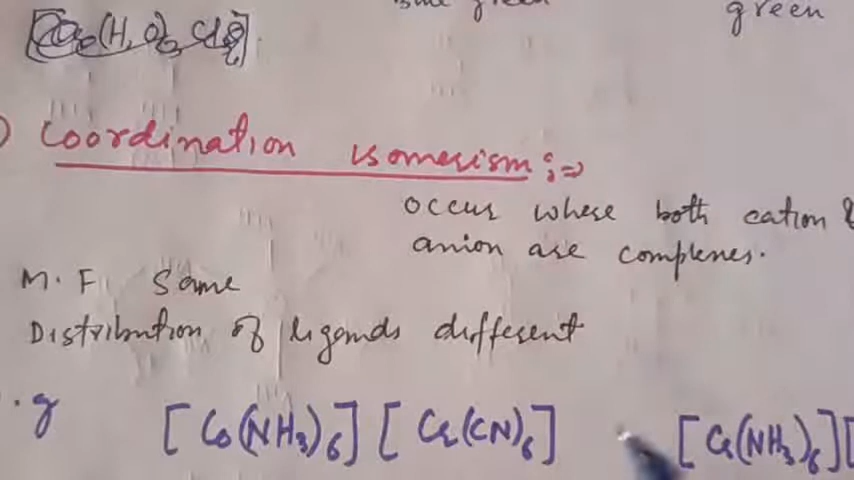 green
Coordination isomerism :⇒
occur where both cation &
anion are complexes.
M.F same
Distribution of ligands different
.g [Co(NH₃)₆] [Cr(CN)₆] [Cr(NH₃)₆] [